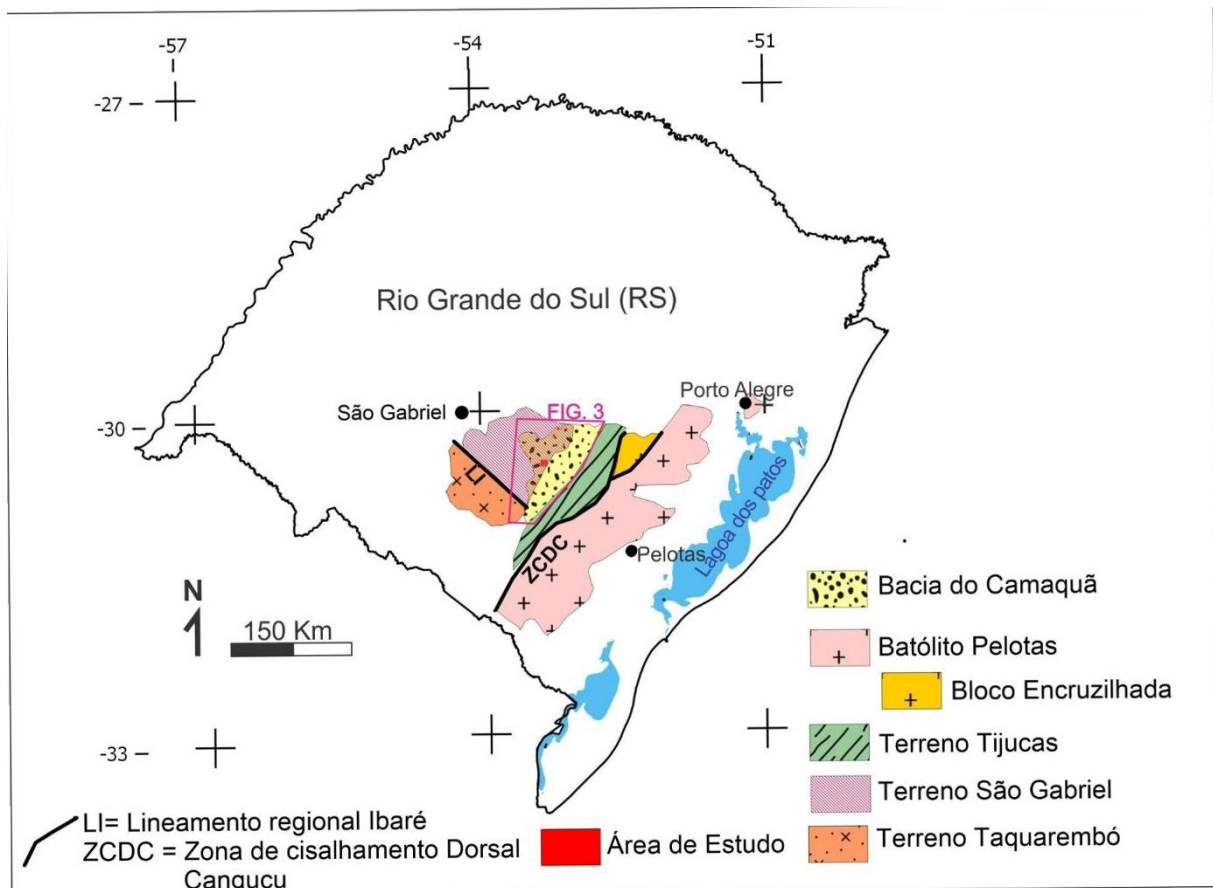 -57
-54
-51
-27
Rio Grande do Sul (RS)
São Gabriel
FIG. 3
Porto Alegre
-30
LI
ZCDC
Pelotas
Lagoa dos patos
N
150 Km
-33
Bacia do Camaquã
Batólito Pelotas
Bloco Encruzilhada
Terreno Tijucas
Terreno São Gabriel
Terreno Taquarembó
LI= Lineamento regional Ibaré
ZCDC = Zona de cisalhamento Dorsal
Canguçu
Área de Estudo